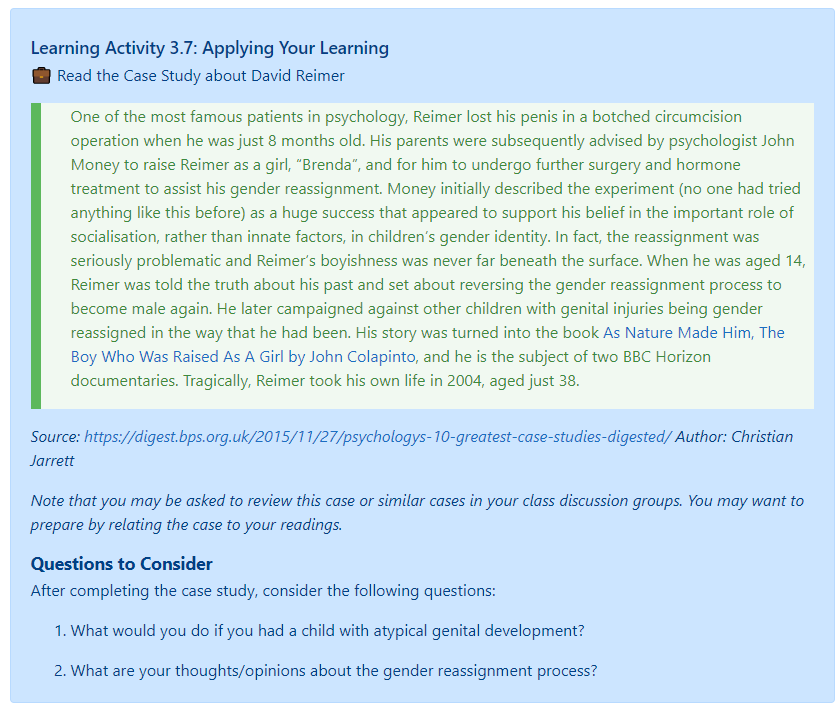 Learning Activity 3.7: Applying Your Learning
Read the Case Study about David Reimer
One of the most famous patients in psychology, Reimer lost his penis in a botched circumcision
operation when he was just 8 months old. His parents were subsequently advised by psychologist John
Money to raise Reimer as a girl, “Brenda”, and for him to undergo further surgery and hormone
treatment to assist his gender reassignment. Money initially described the experiment (no one had tried
anything like this before) as a huge success that appeared to support his belief in the important role of
socialisation, rather than innate factors, in children’s gender identity. In fact, the reassignment was
seriously problematic and Reimer’s boyishness was never far beneath the surface. When he was aged 14,
Reimer was told the truth about his past and set about reversing the gender reassignment process to
become male again. He later campaigned against other children with genital injuries being gender
reassigned in the way that he had been. His story was turned into the book As Nature Made Him, The
Boy Who Was Raised As A Girl by John Colapinto, and he is the subject of two BBC Horizon
documentaries. Tragically, Reimer took his own life in 2004, aged just 38.
Source: https://digest.bps.org.uk/2015/11/27/psychologys-10-greatest-case-studies-digested/ Author: Christian
Jarrett
Note that you may be asked to review this case or similar cases in your class discussion groups. You may want to
prepare by relating the case to your readings.
Questions to Consider
After completing the case study, consider the following questions:
1. What would you do if you had a child with atypical genital development?
2. What are your thoughts/opinions about the gender reassignment process?